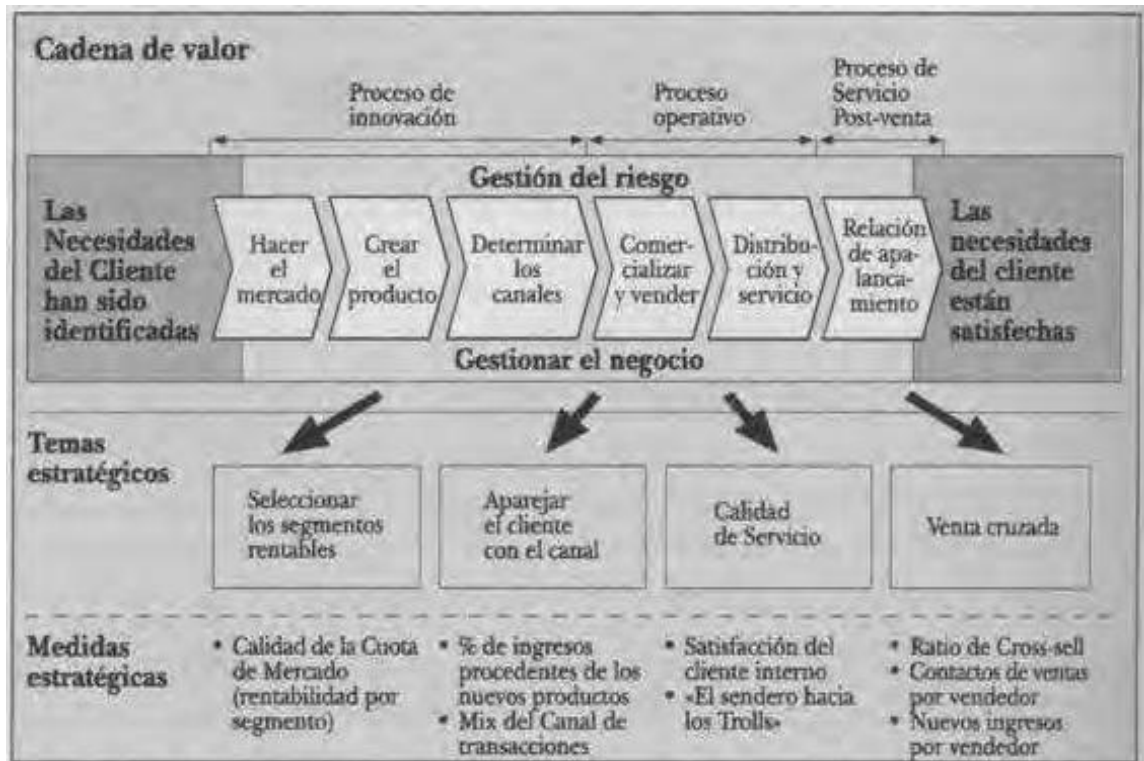 Cadena de valor
Proceso de
innovación
Proceso
operativo
Proceso de
Servicio
Post-venta
Las
Necesidades
del Cliente
han sido
identificadas
Gestión del riesgo
Hacer
el
mercado
Crear
el
producto
Determinar
los
canales
Comer-
cializar
y vender
Distribu-
ción y
servicio
Relación
de apa-
lanca-
miento
Gestionar el negocio
Las
necesidades
del cliente
están
satisfechas
Temas
estratégicos
Seleccionar
los segmentos
rentables
Aparejar
el cliente
con el canal
Calidad
de Servicio
Venta cruzada
Medidas
estratégicas
• Calidad de la Cuota
de Mercado
(rentabilidad por
segmento)
• % de ingresos
procedentes de los
nuevos productos
• Mix del Canal de
transacciones
• Satisfacción del
cliente interno
• «El sendero hacia
los Trolls»
• Ratio de Cross-sell
• Contactos de ventas
por vendedor
• Nuevos ingresos
por vendedor